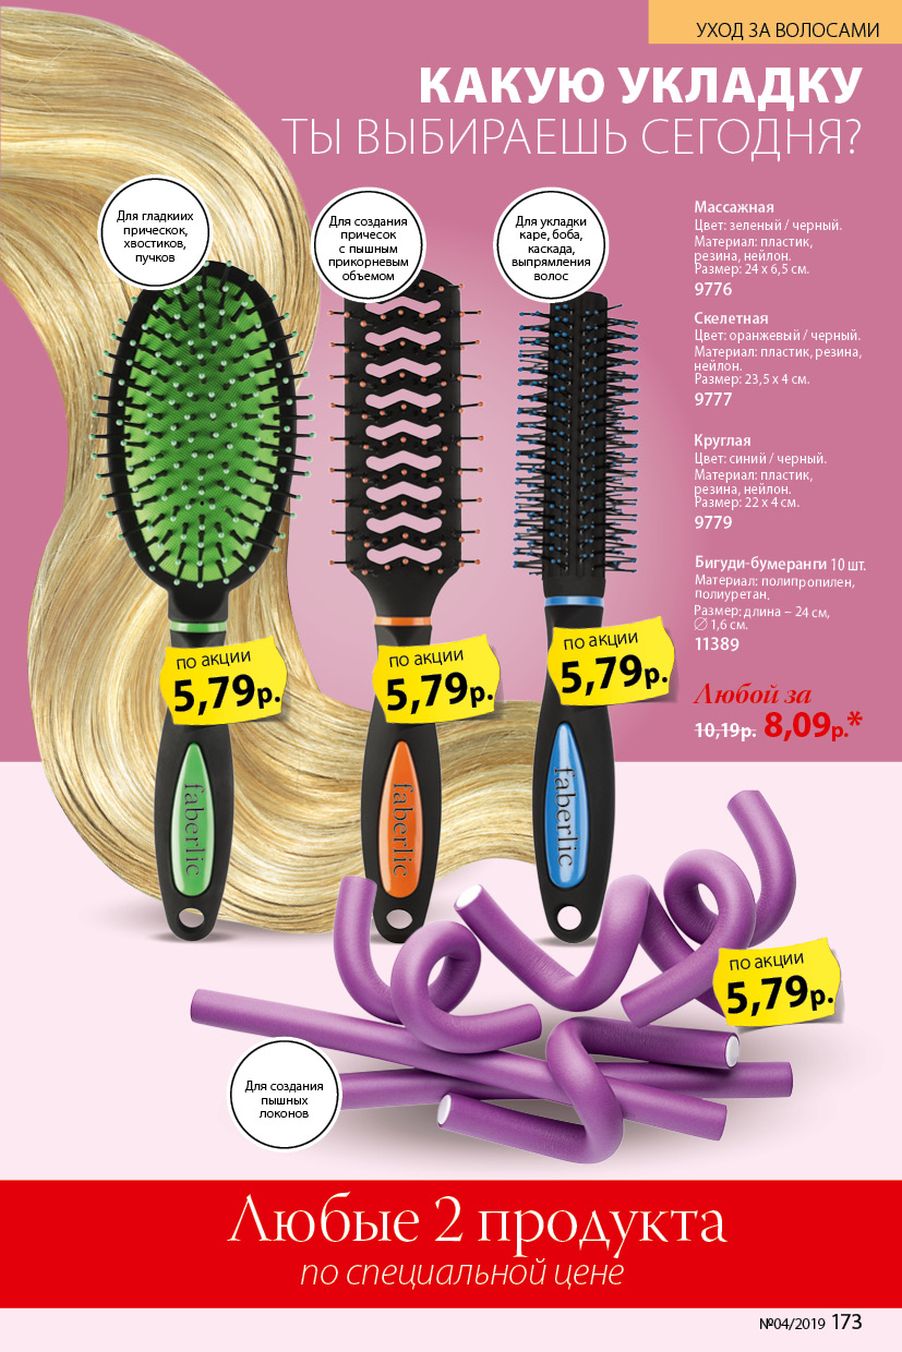 УХОД ЗА ВОЛОСАМИ
КАКУЮ УКЛАДКУ
ТЫ ВЫБИРАЕШЬ СЕГОДНЯ?
Для гладкиих
прическок,
хвостиков,
пучков
Для создания
причесок
с пышным
прикорневым
объемом
Для укладки
каре, боба,
каскада,
выпрямления
волос
Массажная
Цвет: зеленый / черный.
Материал: пластик,
резина, нейлон.
Размер: 24 х 6,5 см.
9776
Скелетная
Цвет: оранжевый / черный.
Материал: пластик, резина,
нейлон.
Размер: 23,5 х 4 см.
9777
Круглая
Цвет: синий / черный.
Материал: пластик,
резина, нейлон.
Размер: 22 х 4 см.
9779
Бигуди-бумеранги 10 шт.
Материал: полипропилен,
полиуретан.
Размер: длина – 24 см,
∅ 1,6 см.
11389
Любой за
10,19р. 8,09р.*
по акции
5,79р.
по акции
5,79р.
по акции
5,79р.
faberlic
faberlic
faberlic
по акции
5,79р.
Для создания
пышных
локонов
Любые 2 продукта
по специальной цене
№04/2019 173